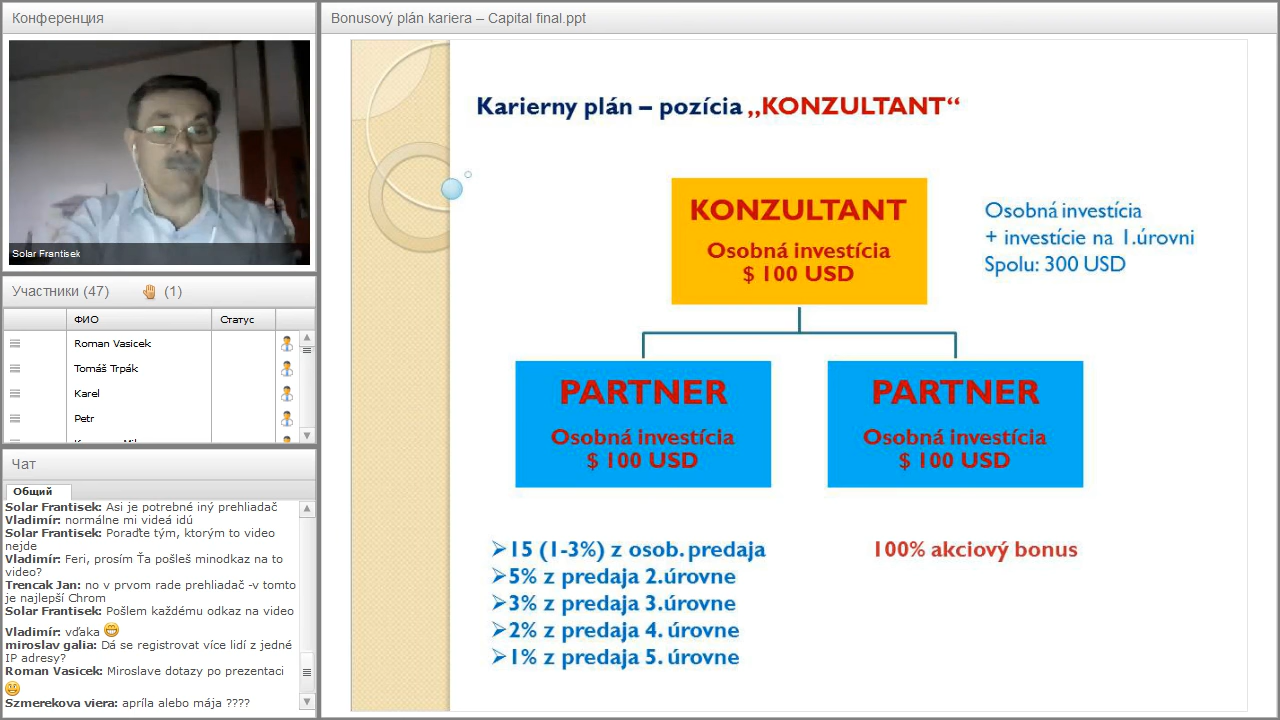 Конференция
Solar Frantisek
Участники (47) (1)
ФИО Статус
Roman Vasicek
Tomáš Trpák
Karel
Petr
Чат
Общий
Solar Frantisek: Asi je potrebné iný prehliadač
Vladimír: normálne mi videá idú
Solar Frantisek: Poraďte tým, ktorým to video
nejde
Vladimír: Feri, prosím Ťa pošleš mindkaz na to
video?
Trencak Jan: no v prvom rade prehliadač -v tomto
je najlepší Chrom
Solar Frantisek: Pošlem každému odkaz na video
Vladimír: vďaka
miroslav galia: Dá se registrovat více lidí z jedné
IP adresy?
Roman Vasicek: Miroslave dotazy po prezentaci
Szmerekova viera: apríla alebo mája ????
Bonusový plán kariera – Capital final.ppt
Karierny plán – pozícia „KONZULTANT“
KONZULTANT
Osobná investícia
$ 100 USD
Osobná investícia
+ investície na 1.úrovni
Spolu: 300 USD
PARTNER
Osobná investícia
$ 100 USD
PARTNER
Osobná investícia
$ 100 USD
➢15 (1-3%) z osob. predaja
➢5% z predaja 2.úrovne
➢3% z predaja 3.úrovne
➢2% z predaja 4. úrovne
➢1% z predaja 5. úrovne
100% akciový bonus